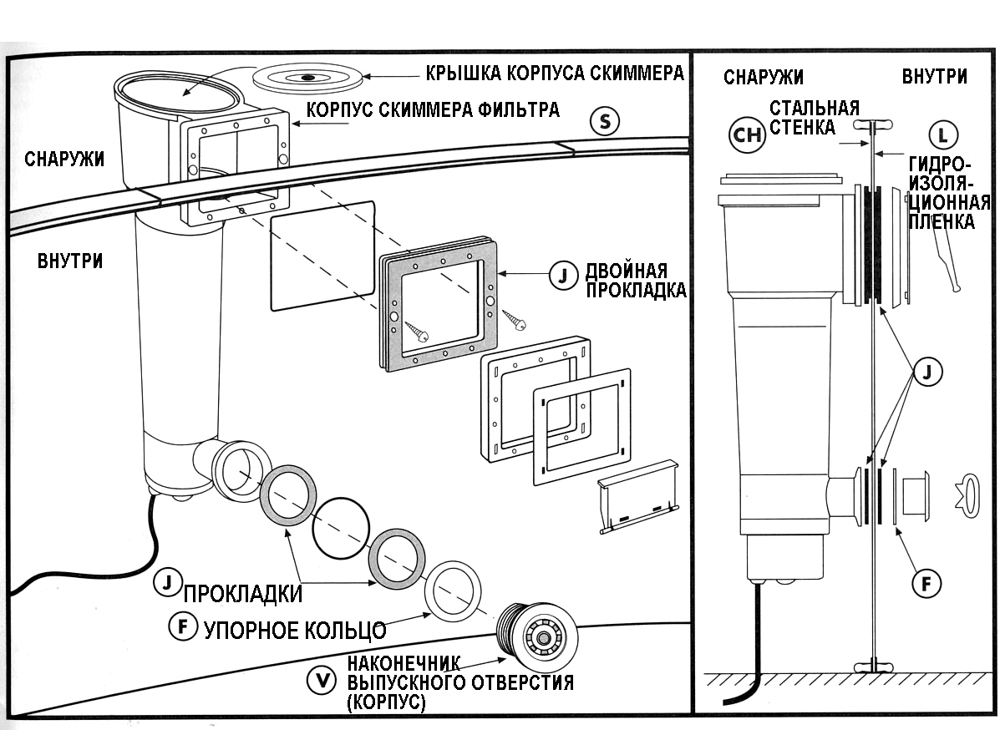 КРЫШКА КОРПУСА СКИММЕРА
КОРПУС СКИММЕРА ФИЛЬТРА
S
СНАРУЖИ
ВНУТРИ
J ДВОЙНАЯ
ПРОКЛАДКА
J ПРОКЛАДКИ
F УПОРНОЕ КОЛЬЦО
V НАКОНЕЧНИК
ВЫПУСКНОГО ОТВЕРСТИЯ
(КОРПУС)
СНАРУЖИ
ВНУТРИ
CH СТАЛЬНАЯ
СТЕНКА
L
ГИДРО-
ИЗОЛЯ-
ЦИОННАЯ
ПЛЕНКА
J
F